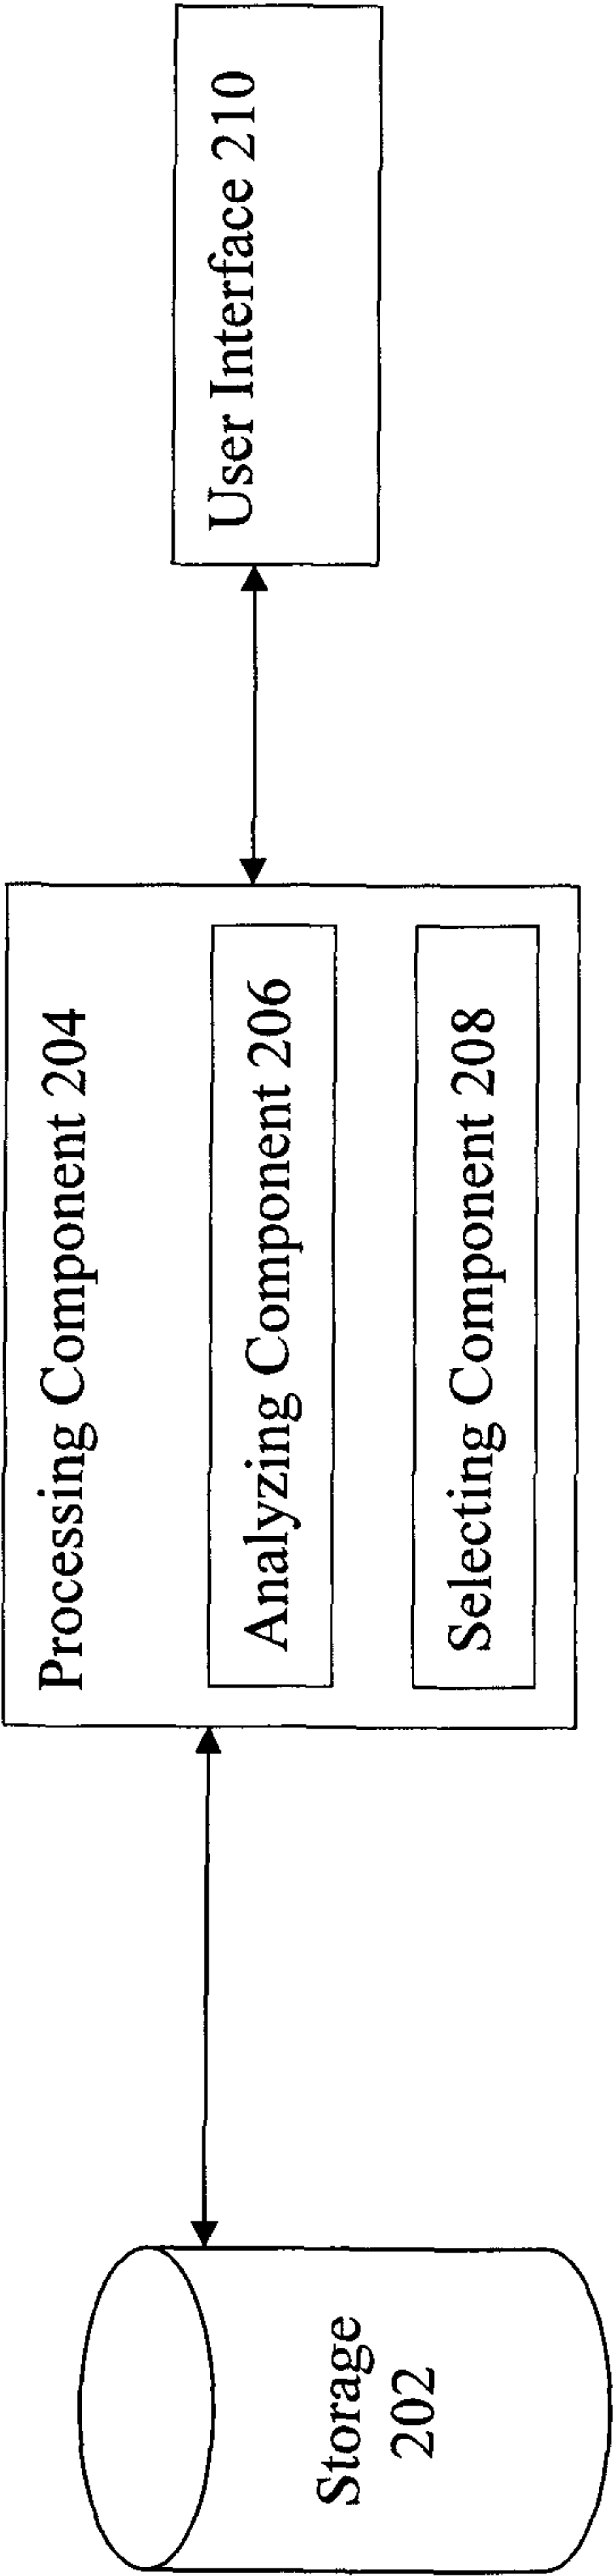 Storage
202
Processing Component 204
Analyzing Component 206
Selecting Component 208
User Interface 210